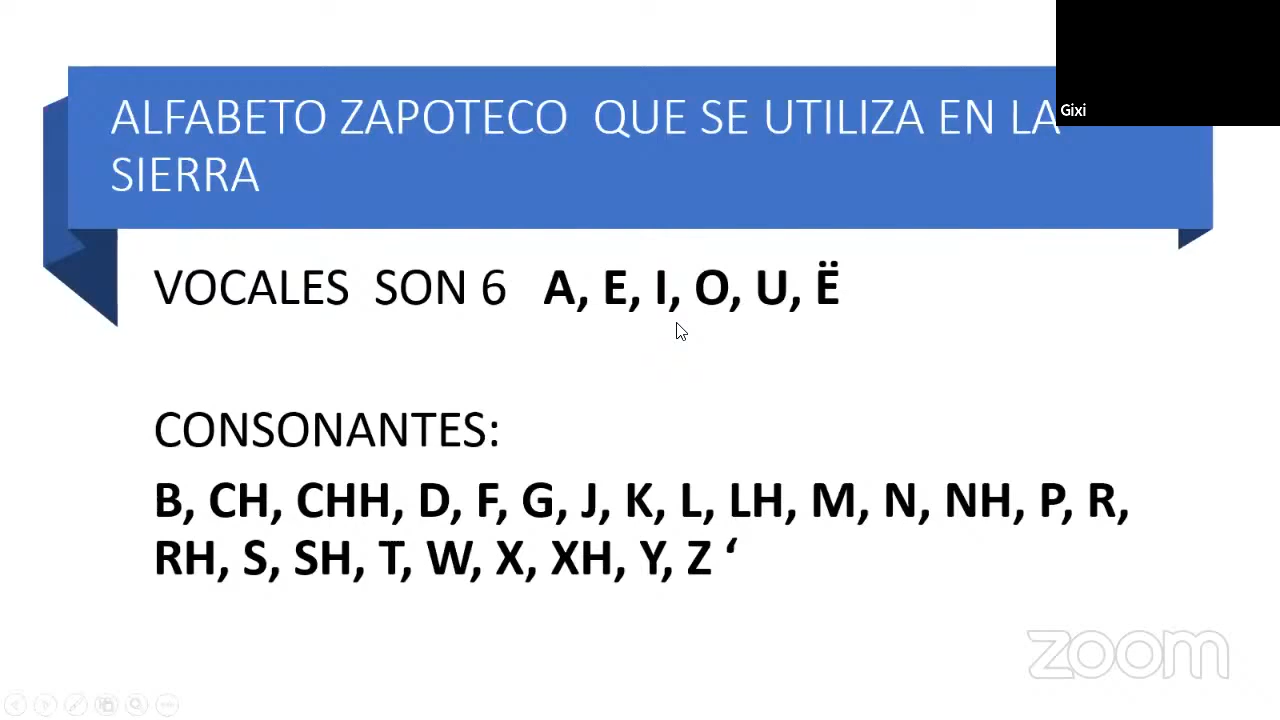 Gixi
ALFABETO ZAPOTECO QUE SE UTILIZA EN LA
SIERRA
VOCALES SON 6 A, E, I, O, U, Ë
CONSONANTES:
B, CH, CHH, D, F, G, J, K, L, LH, M, N, NH, P, R,
RH, S, SH, T, W, X, XH, Y, Z ‘
zoom